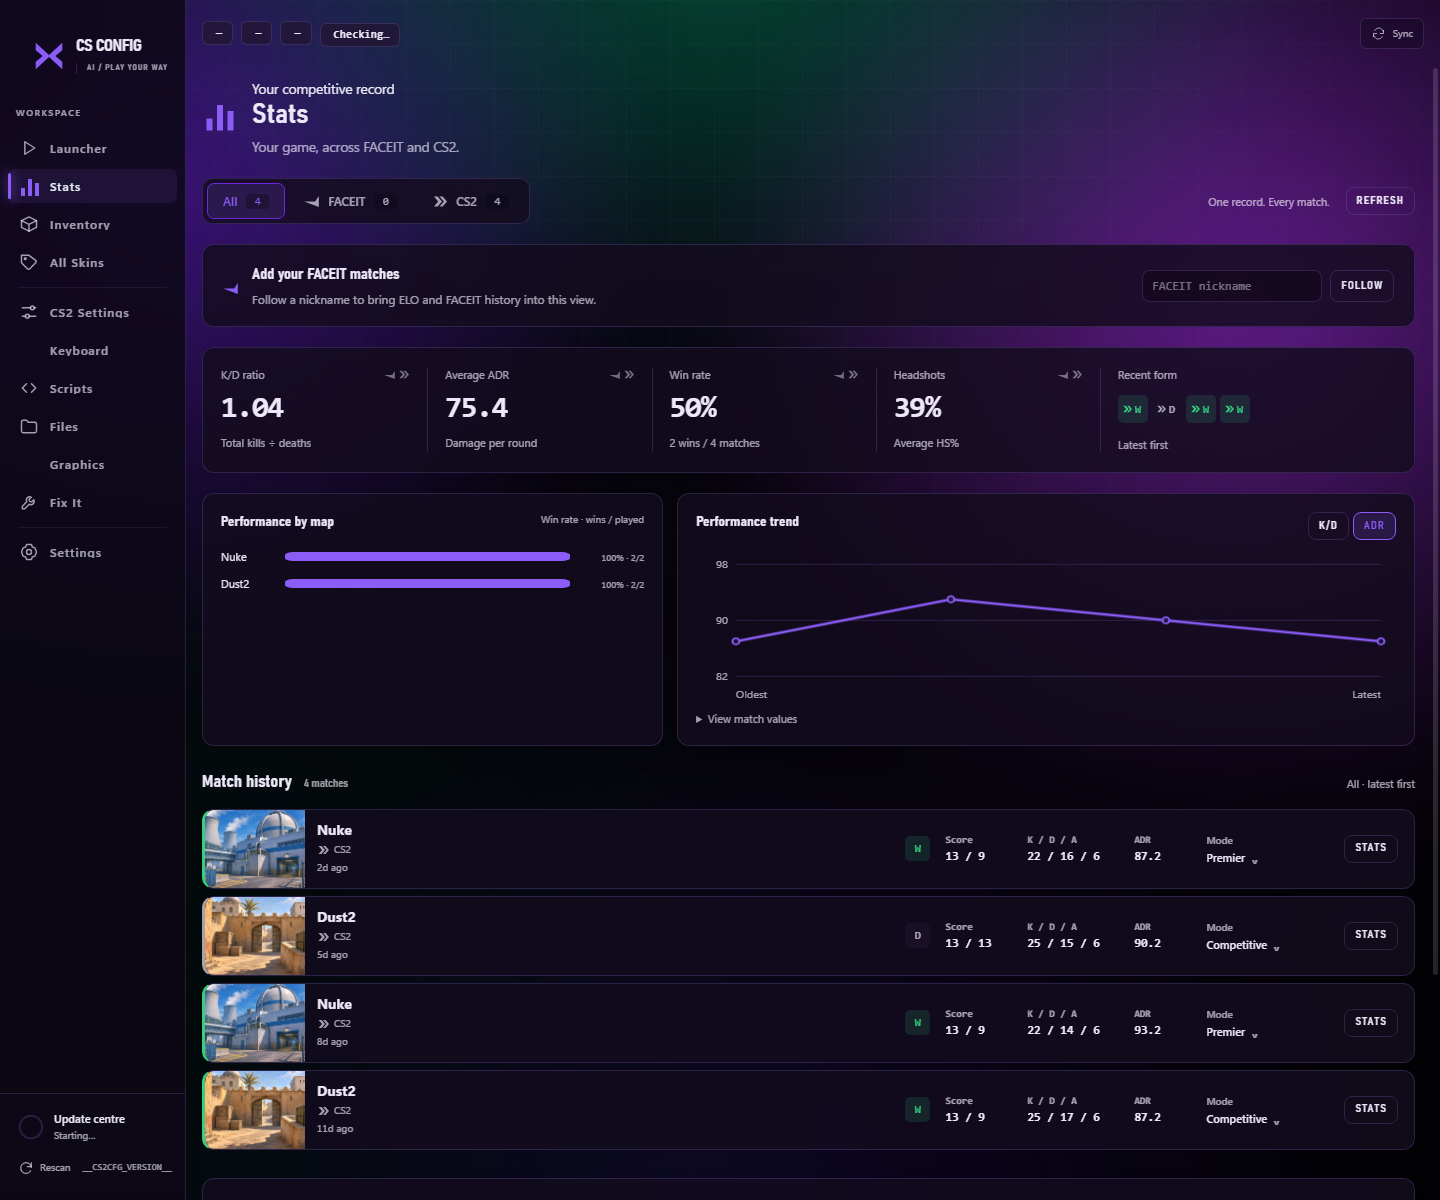 CS CONFIG
AI / PLAY YOUR WAY
WORKSPACE
Launcher
Stats
Inventory
All Skins
CS2 Settings
Keyboard
Scripts
Files
Graphics
Fix It
Settings
Update centre
Starting…
Rescan
__CS2CFG_VERSION__
— — — Checking…
Sync
Your competitive record
Stats
Your game, across FACEIT and CS2.
All 4 FACEIT 0 CS2 4
One record. Every match. REFRESH
Add your FACEIT matches
Follow a nickname to bring ELO and FACEIT history into this view.
FACEIT nickname FOLLOW
K/D ratio
1.04
Total kills ÷ deaths
Average ADR
75.4
Damage per round
Win rate
50%
2 wins / 4 matches
Headshots
39%
Average HS%
Recent form
W D W W
Latest first
Performance by map
Win rate · wins / played
Nuke 100% · 2/2
Dust2 100% · 2/2
Performance trend
K/D ADR
98
90
82
Oldest Latest
View match values
Match history 4 matches
All · latest first
Nuke
CS2
2d ago
W
Score
13 / 9
K / D / A
22 / 16 / 6
ADR
87.2
Mode
Premier
STATS
Dust2
CS2
5d ago
D
Score
13 / 13
K / D / A
25 / 15 / 6
ADR
90.2
Mode
Competitive
STATS
Nuke
CS2
8d ago
W
Score
13 / 9
K / D / A
22 / 14 / 6
ADR
93.2
Mode
Premier
STATS
Dust2
CS2
11d ago
W
Score
13 / 9
K / D / A
25 / 17 / 6
ADR
87.2
Mode
Competitive
STATS